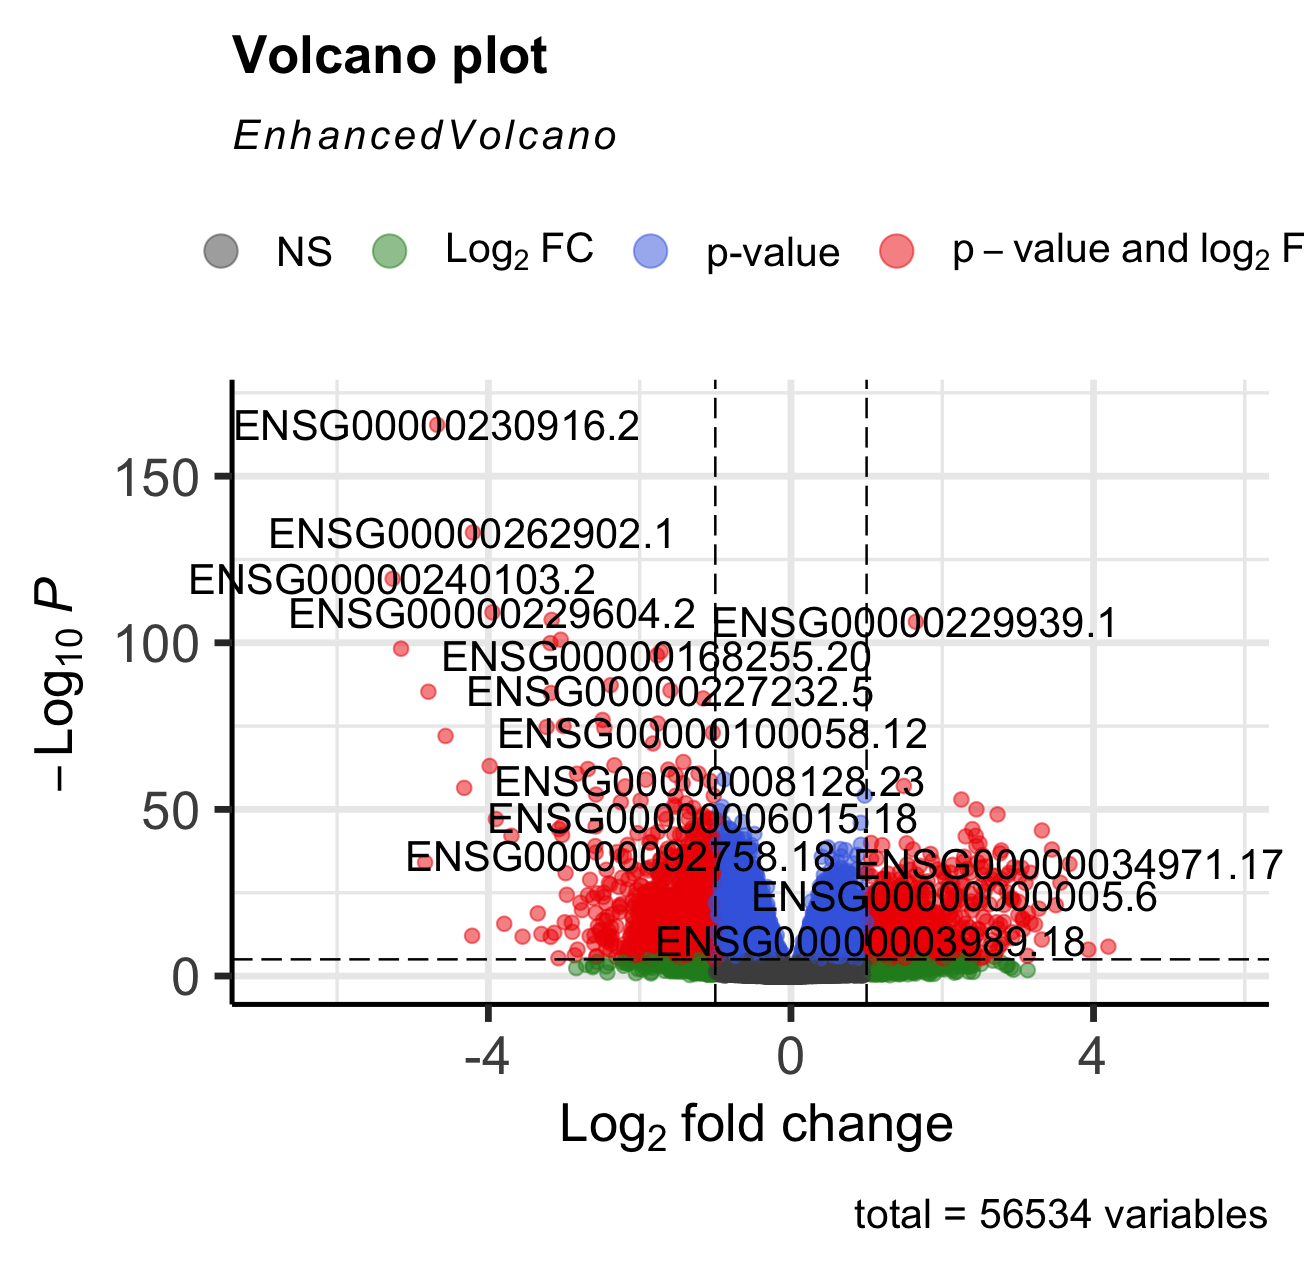 Volcano plot
EnhancedVolcano
NS Log2 FC p-value p – value and log2 F
ENSG00000230916.2
150
ENSG00000262902.1
ENSG00000240103.2
ENSG00000229604.2
ENSG00000229939.1
100
ENSG00000168255.20
ENSG00000227232.5
ENSG00000100058.12
ENSG00000008128.23
50
ENSG00000006015.18
ENSG00000092758.18
ENSG00000034971.17
ENSG00000000005.6
ENSG00000003989.18
0
−Log10 P
-4 0 4
Log2 fold change
total = 56534 variables